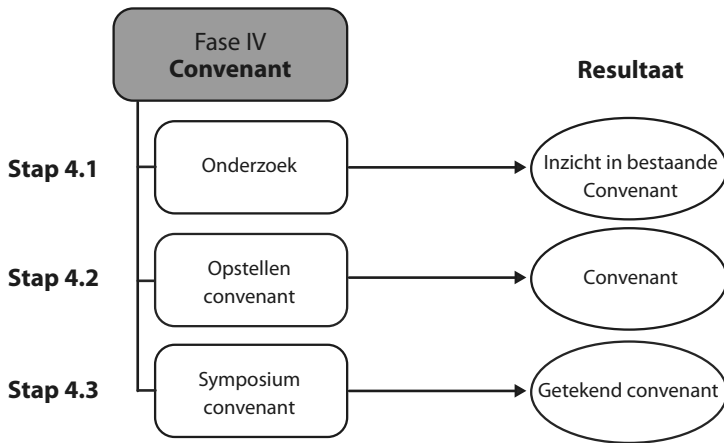 Fase IV
Convenant
Resultaat
Stap 4.1
Onderzoek
Inzicht in bestaande
Convenant
Stap 4.2
Opstellen
convenant
Convenant
Stap 4.3
Symposium
convenant
Getekend convenant